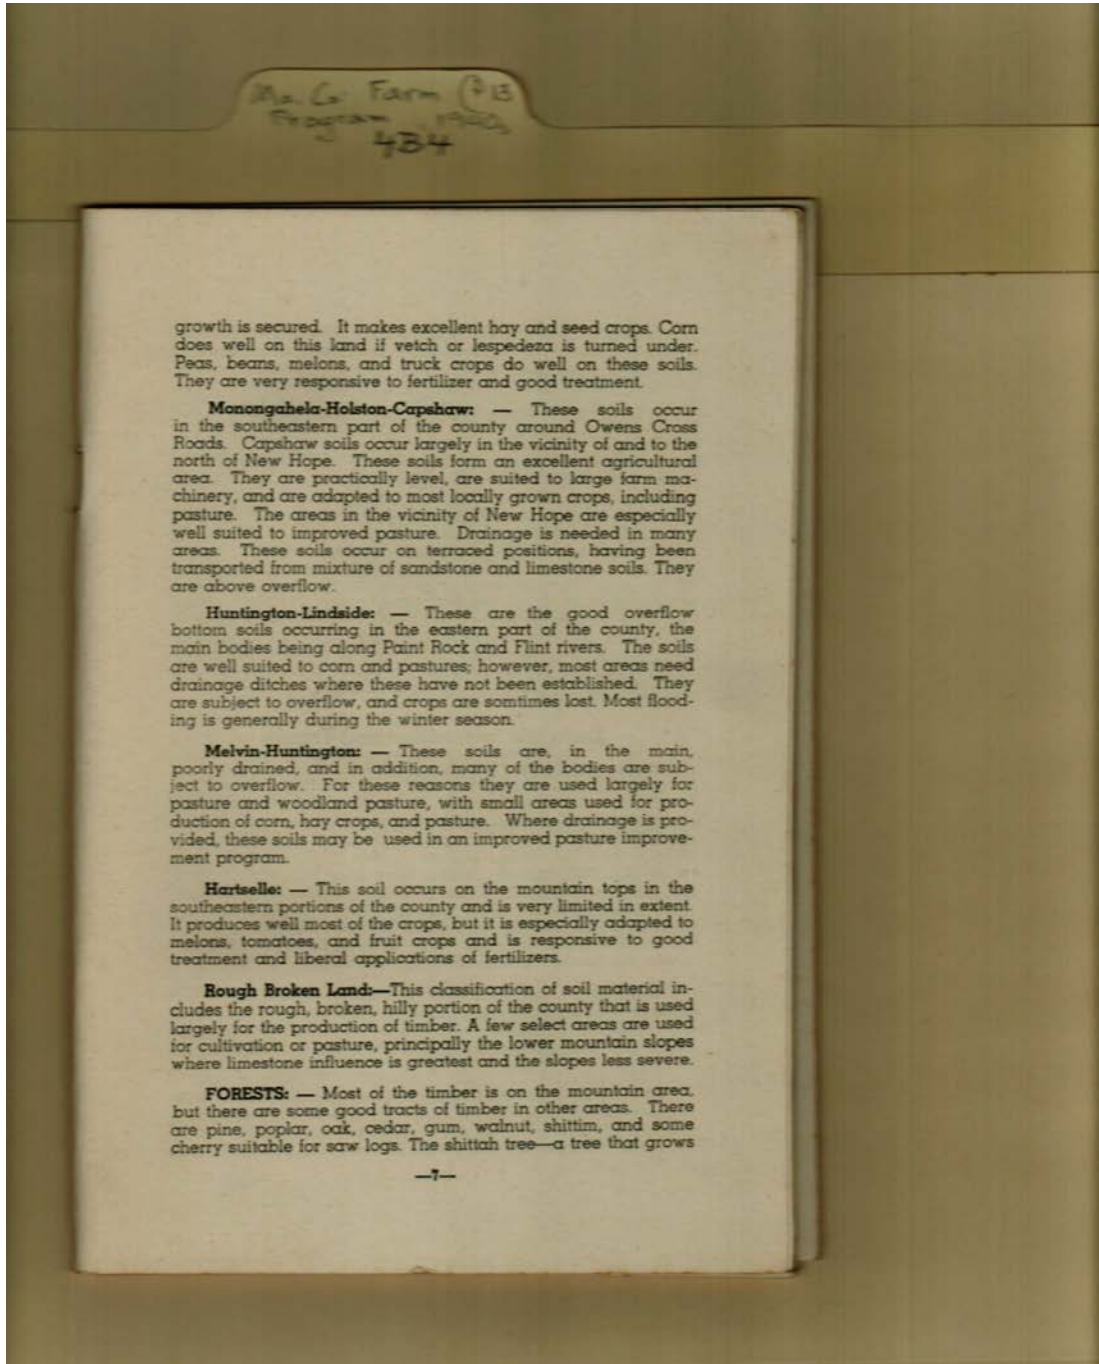 Ma. Co. Farm
Program 1940s
4B4
growth is secured. It makes excellent hay and seed crops. Corn
does well on this land if vetch or lespedeza is turned under.
Peas, beans, melons, and truck crops do well on these soils.
They are very responsive to fertilizer and good treatment.
Monongahela-Holston-Capshaw: — These soils occur
in the southeastern part of the county around Owens Cross
Roads. Capshaw soils occur largely in the vicinity of and to the
north of New Hope. These soils form an excellent agricultural
area. They are practically level, are suited to large farm ma-
chinery, and are adapted to most locally grown crops, including
pasture. The areas in the vicinity of New Hope are especially
well suited to improved pasture. Drainage is needed in many
areas. These soils occur on terraced positions, having been
transported from mixture of sandstone and limestone soils. They
are above overflow.
Huntington-Lindside: — These are the good overflow
bottom soils occurring in the eastern part of the county, the
main bodies being along Paint Rock and Flint rivers. The soils
are well suited to corn and pastures; however, most areas need
drainage ditches where these have not been established. They
are subject to overflow, and crops are somtimes lost. Most flood-
ing is generally during the winter season.
Melvin-Huntington: — These soils are, in the main,
poorly drained, and in addition, many of the bodies are sub-
ject to overflow. For these reasons they are used largely for
pasture and woodland pasture, with small areas used for pro-
duction of corn, hay crops, and pasture. Where drainage is pro-
vided, these soils may be used in an improved pasture improve-
ment program.
Hartselle: — This soil occurs on the mountain tops in the
southeastern portions of the county and is very limited in extent.
It produces well most of the crops, but it is especially adapted to
melons, tomatoes, and fruit crops and is responsive to good
treatment and liberal applications of fertilizers.
Rough Broken Land:—This classification of soil material in-
cludes the rough, broken, hilly portion of the county that is used
largely for the production of timber. A few select areas are used
for cultivation or pasture, principally the lower mountain slopes
where limestone influence is greatest and the slopes less severe.
FORESTS: — Most of the timber is on the mountain area,
but there are some good tracts of timber in other areas. There
are pine, poplar, oak, cedar, gum, walnut, shittim, and some
cherry suitable for saw logs. The shittah tree—a tree that grows
—7—